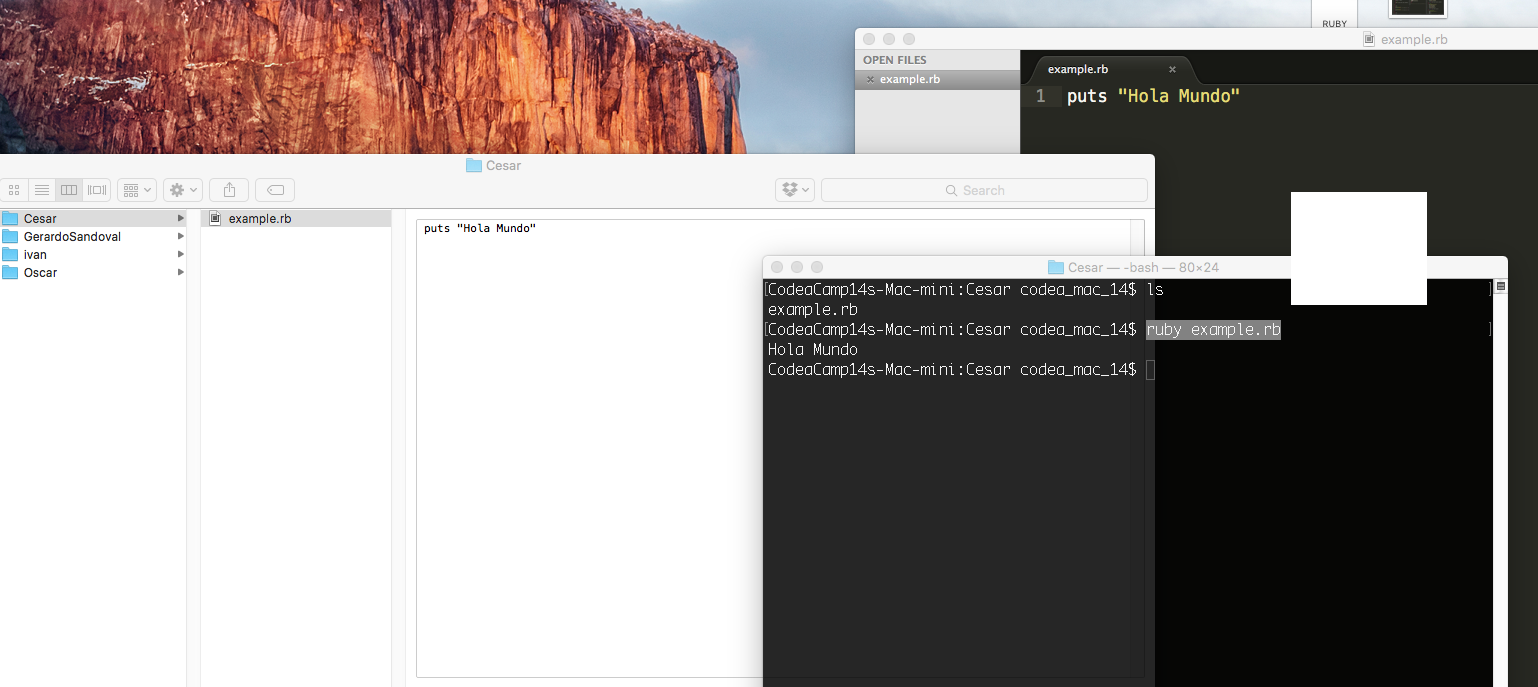 RUBY
example.rb
OPEN FILES
example.rb
example.rb
1 puts "Hola Mundo"
Cesar
Search
Cesar
GerardoSandoval
ivan
Oscar
example.rb
puts "Hola Mundo"
Cesar — -bash — 80×24
[CodeaCamp14s-Mac-mini:Cesar codea_mac_14$ ls ]
example.rb
[CodeaCamp14s-Mac-mini:Cesar codea_mac_14$ ruby example.rb ]
Hola Mundo
CodeaCamp14s-Mac-mini:Cesar codea_mac_14$